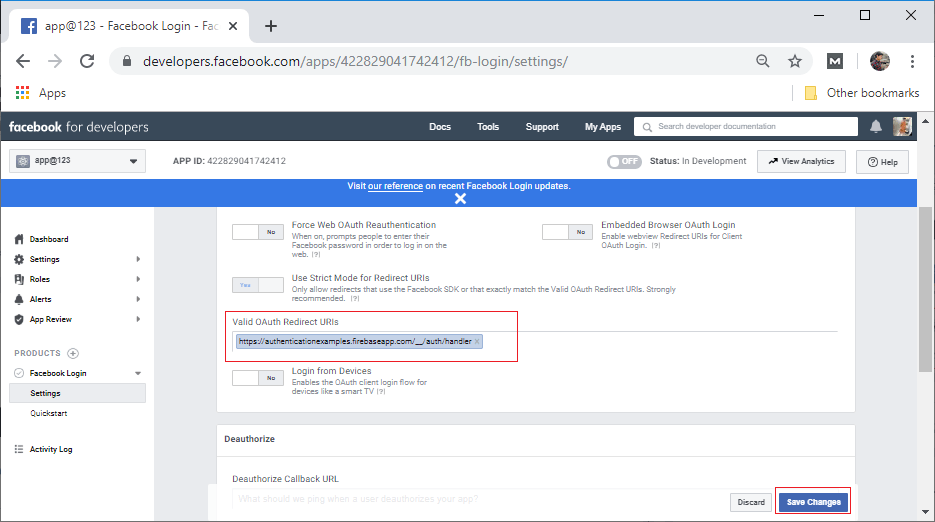 app@123 - Facebook Login - Fac
developers.facebook.com/apps/422829041742412/fb-login/settings/
Apps
Other bookmarks
facebook for developers
Docs
Tools
Support
My Apps
Search developer documentation
app@123
APP ID: 422829041742412
OFF
Status: In Development
View Analytics
Help
Visit our reference on recent Facebook Login updates.
Dashboard
Settings
Roles
Alerts
App Review
PRODUCTS
Facebook Login
Settings
Quickstart
Activity Log
No
Force Web OAuth Reauthentication
When on, prompts people to enter their
Facebook password in order to log in on the
web. [?]
No
Embedded Browser OAuth Login
Enable webview Redirect URIs for Client
OAuth Login. [?]
Yes
Use Strict Mode for Redirect URIs
Only allow redirects that use the Facebook SDK or that exactly match the Valid OAuth Redirect URIs. Strongly
recommended. [?]
Valid OAuth Redirect URIs
https://authenticationexamples.firebaseapp.com/__/auth/handler
No
Login from Devices
Enables the OAuth client login flow for
devices like a smart TV [?]
Deauthorize
Deauthorize Callback URL
What should we ping when a user deauthorizes your app?
Discard
Save Changes